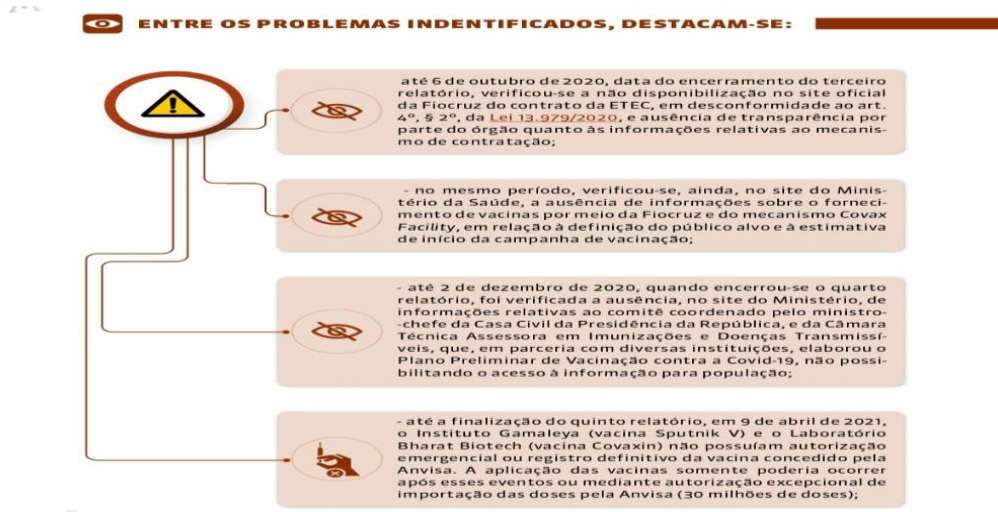 ENTRE OS PROBLEMAS INDENTIFICADOS, DESTACAM-SE:
até 6 de outubro de 2020, data do encerramento do terceiro
relatório, verificou-se a não disponibilização no site oficial
da Fiocruz do contrato da ETEC, em desconformidade ao art.
4º, § 2º, da Lei 13.979/2020, e ausência de transparência por
parte do órgão quanto às informações relativas ao mecanis-
mo de contratação;
- no mesmo período, verificou-se, ainda, no site do Minis-
tério da Saúde, a ausência de informações sobre o forneci-
mento de vacinas por meio da Fiocruz e do mecanismo Covax
Facility, em relação à definição do público alvo e à estimativa
de início da campanha de vacinação;
- até 2 de dezembro de 2020, quando encerrou-se o quarto
relatório, foi verificada a ausência, no site do Ministério, de
informações relativas ao comitê coordenado pelo ministro-
-chefe da Casa Civil da Presidência da República, e da Câmara
Técnica Assessora em Imunizações e Doenças Transmissí-
veis, que, em parceria com diversas instituições, elaborou o
Plano Preliminar de Vacinação contra a Covid-19, não possi-
bilitando o acesso à informação para população;
- até a finalização do quinto relatório, em 9 de abril de 2021,
o Instituto Gamaleya (vacina Sputnik V) e o Laboratório
Bharat Biotech (vacina Covaxin) não possuíam autorização
emergencial ou registro definitivo da vacina concedido pela
Anvisa. A aplicação das vacinas somente poderia ocorrer
após esses eventos ou mediante autorização excepcional de
importação das doses pela Anvisa (30 milhões de doses);